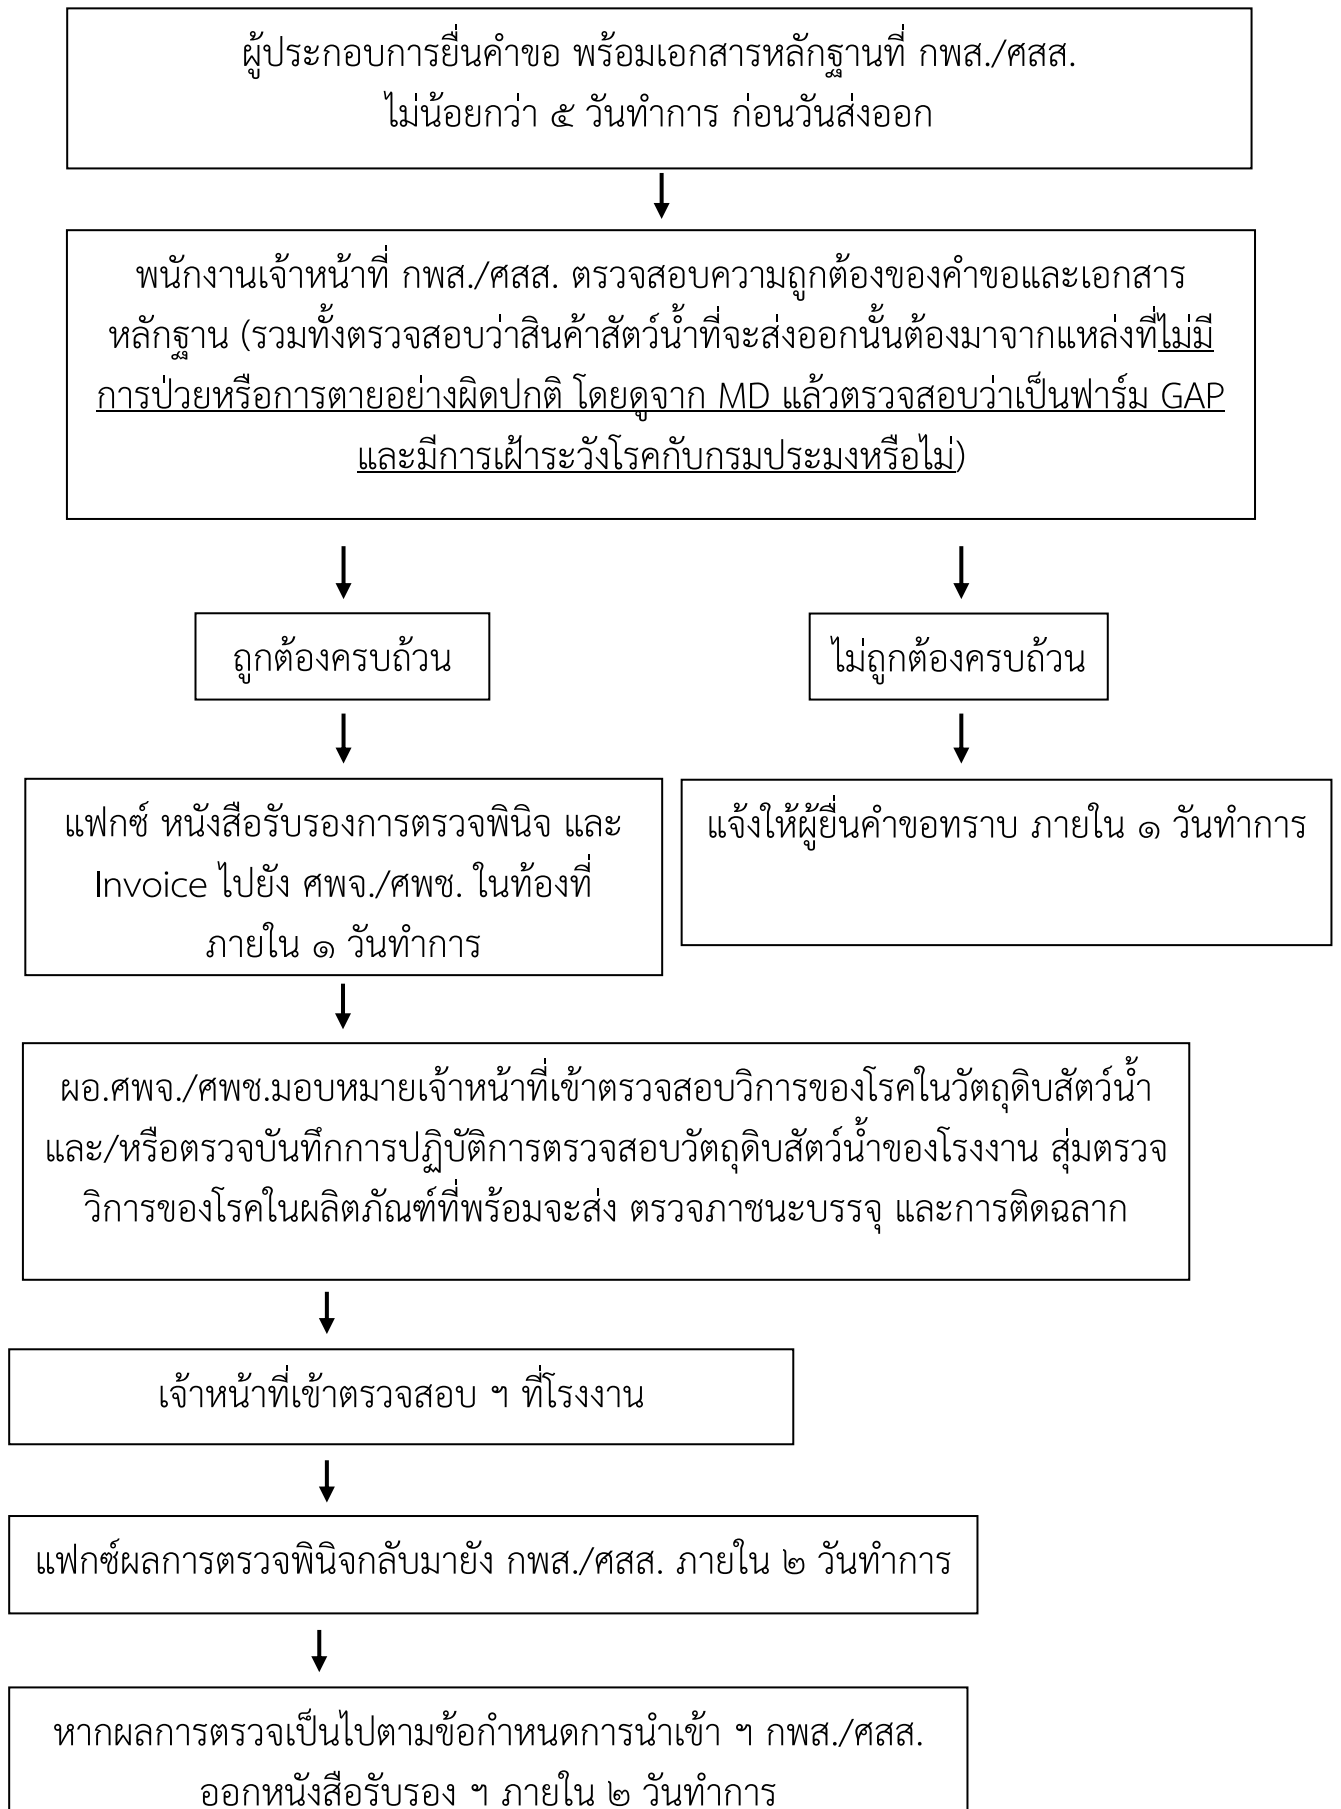 ผู้ประกอบการยื่นคำขอ พร้อมเอกสารหลักฐานที่ กพส./ศสส.
ไม่น้อยกว่า ๕ วันทำการ ก่อนวันส่งออก
พนักงานเจ้าหน้าที่ กพส./ศสส. ตรวจสอบความถูกต้องของคำขอและเอกสาร
หลักฐาน (รวมทั้งตรวจสอบว่าสินค้าสัตว์น้ำที่จะส่งออกนั้นต้องมาจากแหล่งที่ไม่มี
การป่วยหรือการตายอย่างผิดปกติ โดยดูจาก MD แล้วตรวจสอบว่าเป็นฟาร์ม GAP
และมีการเฝ้าระวังโรคกับกรมประมงหรือไม่)
ถูกต้องครบถ้วน
ไม่ถูกต้องครบถ้วน
แฟกซ์ หนังสือรับรองการตรวจพินิจ และ
Invoice ไปยัง ศพจ./ศพช. ในท้องที่
ภายใน ๑ วันทำการ
แจ้งให้ผู้ยื่นคำขอทราบ ภายใน ๑ วันทำการ
ผอ.ศพจ./ศพช.มอบหมายเจ้าหน้าที่เข้าตรวจสอบวิการของโรคในวัตถุดิบสัตว์น้ำ
และ/หรือตรวจบันทึกการปฏิบัติการตรวจสอบวัตถุดิบสัตว์น้ำของโรงงาน สุ่มตรวจ
วิการของโรคในผลิตภัณฑ์ที่พร้อมจะส่ง ตรวจภาชนะบรรจุ และการติดฉลาก
เจ้าหน้าที่เข้าตรวจสอบ ฯ ที่โรงงาน
แฟกซ์ผลการตรวจพินิจกลับมายัง กพส./ศสส. ภายใน ๒ วันทำการ
หากผลการตรวจเป็นไปตามข้อกำหนดการนำเข้า ฯ กพส./ศสส.
ออกหนังสือรับรอง ฯ ภายใน ๒ วันทำการ